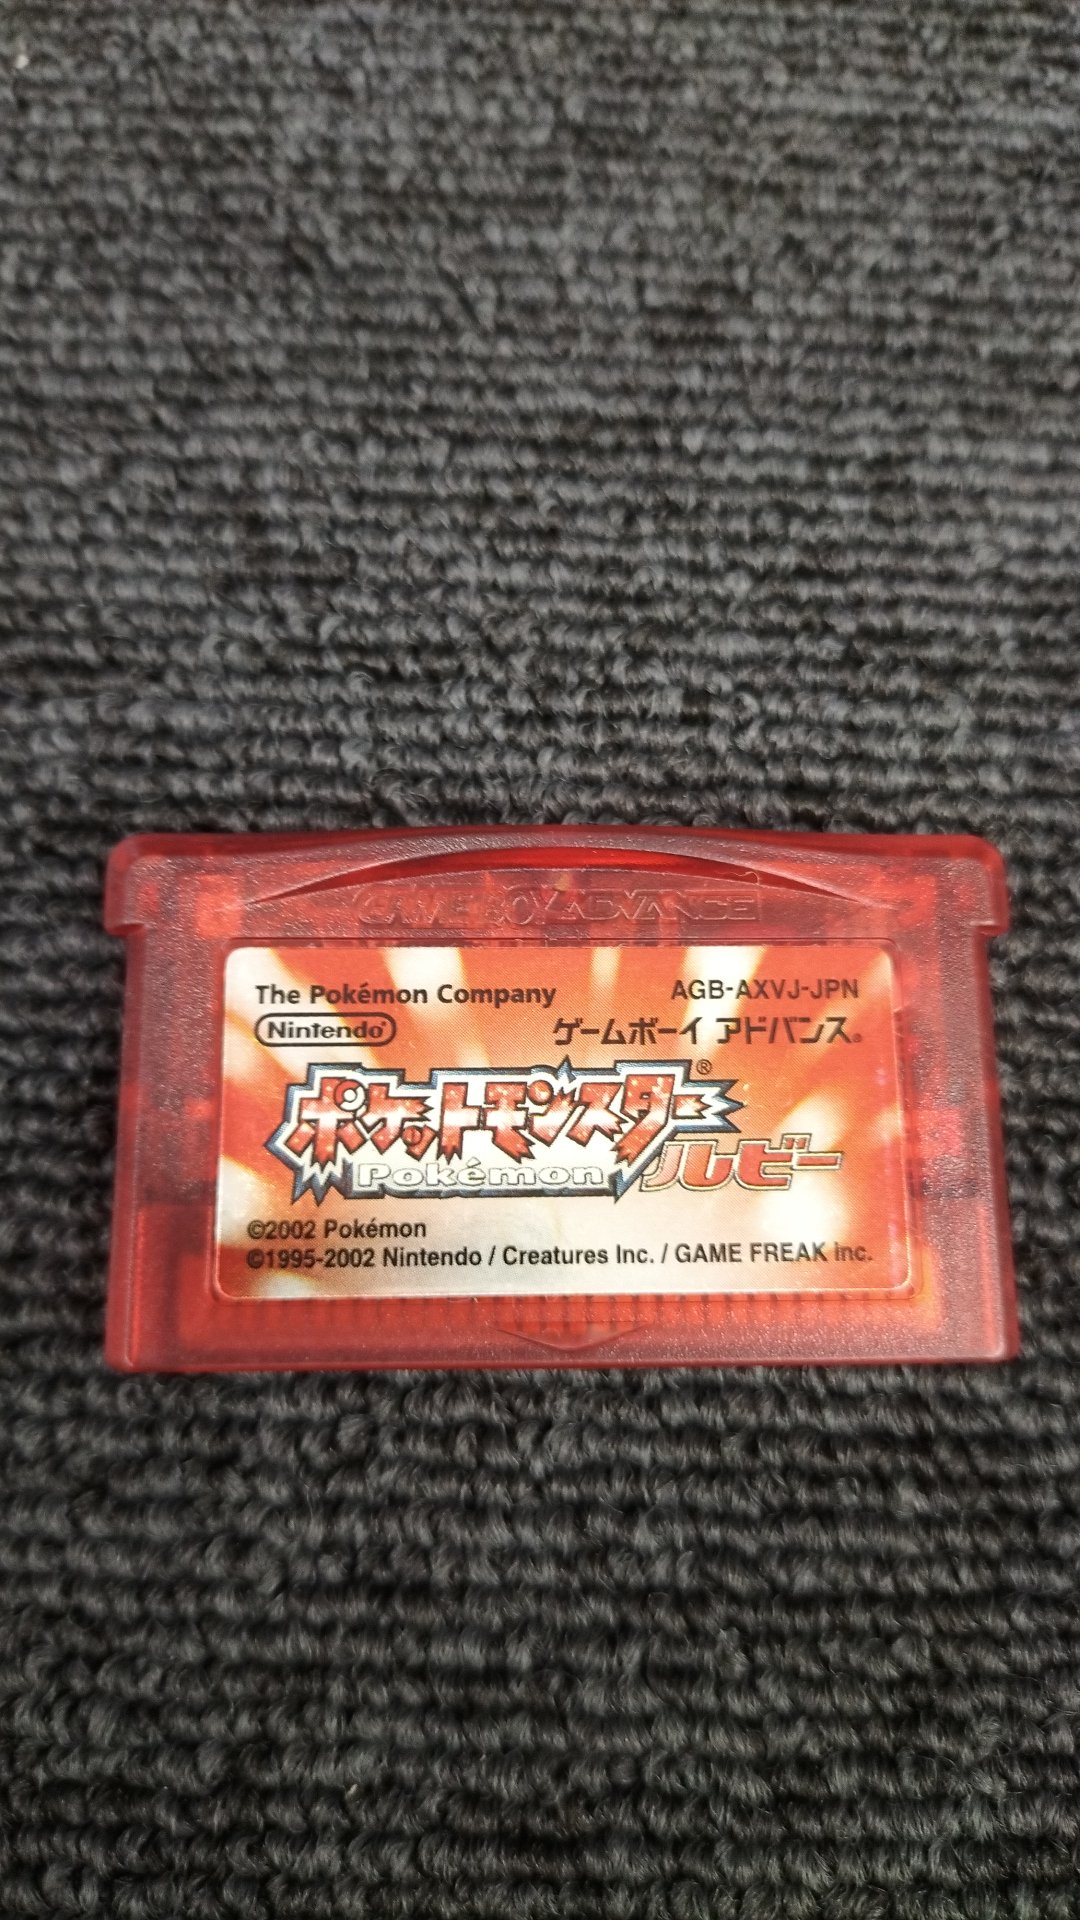 GAME BOY ADVANCE
The Pokémon Company
AGB-AXVJ-JPN
Nintendo®
ゲームボーイ アドバンス®
ポケットモンスター®
Pokémon
ルビー
©2002 Pokémon
©1995-2002 Nintendo / Creatures Inc. / GAME FREAK inc.